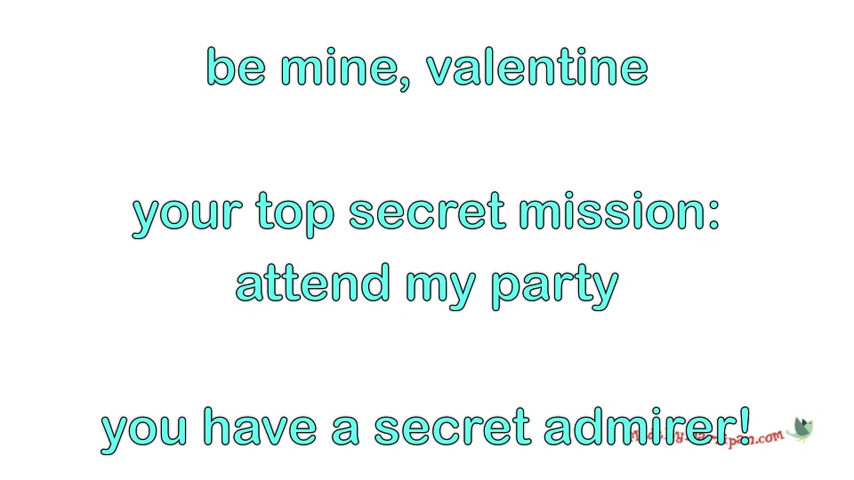 be mine, valentine
your top secret mission:
attend my party
you have a secret admirer!